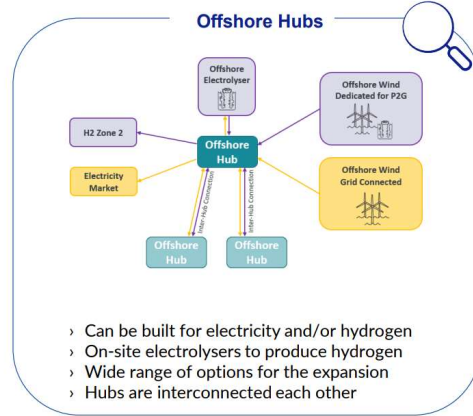 Offshore Hubs
Offshore
Electrolyser
Offshore Wind
Dedicated for P2G
H2 Zone 2
Offshore
Hub
Electricity
Market
Offshore Wind
Grid Connected
Inter-Hub Connection
Inter-Hub Connection
Offshore
Hub
Offshore
Hub
› Can be built for electricity and/or hydrogen
› On-site electrolysers to produce hydrogen
› Wide range of options for the expansion
› Hubs are interconnected each other